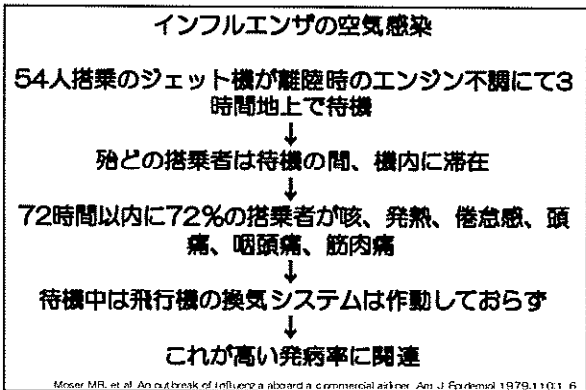 インフルエンザの空気感染
54人搭乗のジェット機が離陸時のエンジン不調にて3
時間地上で待機
↓
殆どの搭乗者は待機の間、機内に滞在
↓
72時間以内に72%の搭乗者が咳、発熱、倦怠感、頭
痛、咽頭痛、筋肉痛
↓
待機中は飛行機の換気システムは作動しておらず
↓
これが高い発病率に関連
Moser MR, et al. An outbreak of influenza aboard a commercial airliner. Am J Epidemiol 1979;110:1-6